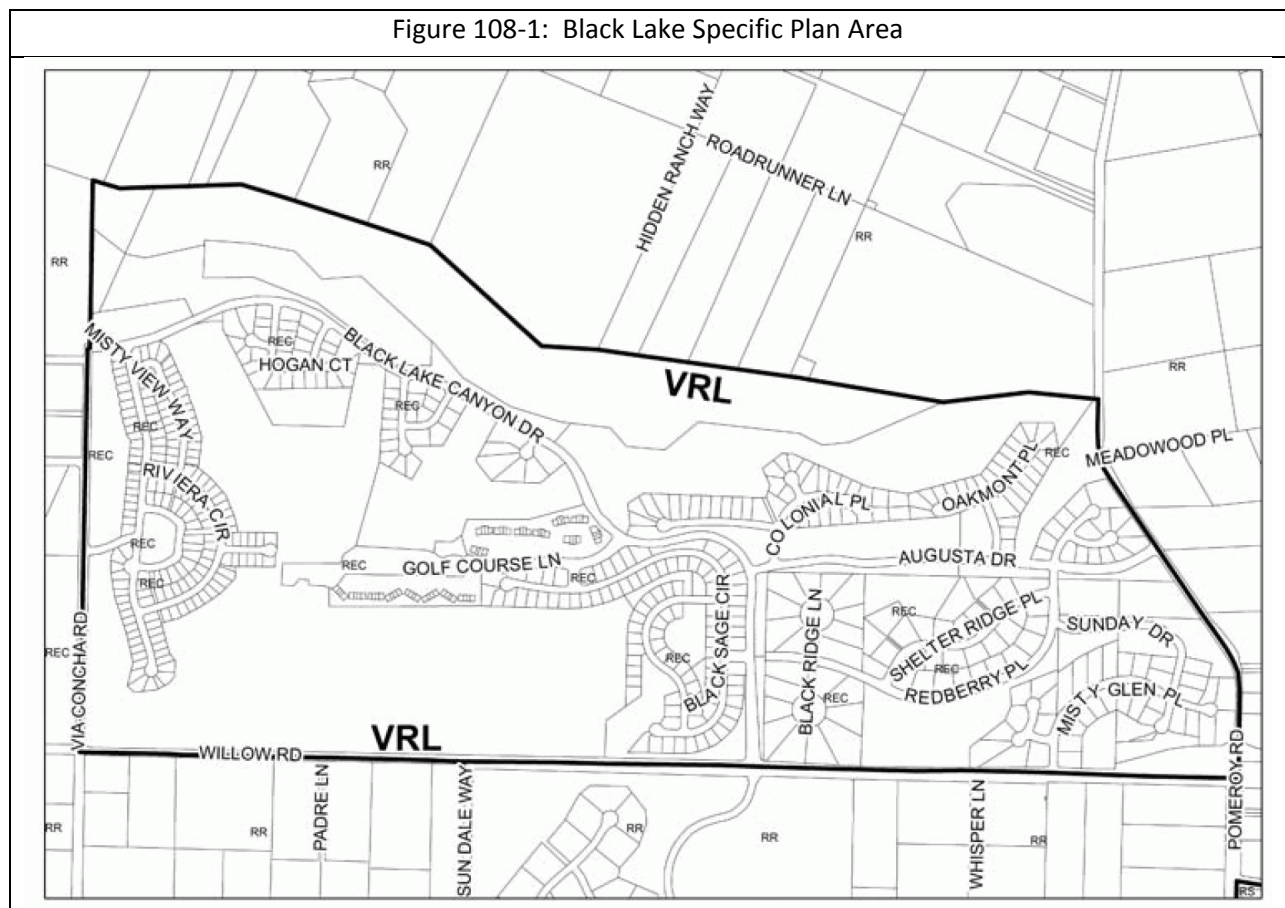 Figure 108-1: Black Lake Specific Plan Area
HIDDEN RANCH WAY
ROADRUNNER LN
RR
RR
RR
MISTY VIEW WAY
REC
HOGAN CT
BLACK LAKE CANYON DR
VRL
RR
REC
REC
REC
RIVIERA CIR
REC
REC
COLONIAL PL
OAKMONT PL
REC
MEADOWOOD PL
REC
GOLF COURSE LN
REC
AUGUSTA DR
BLACK SAGE CIR
REC
BLACK RIDGE LN
REC
REC
SHELTER RIDGE PL
REC
REDBERRY PL
SUNDAY DR
MISTY GLEN PL
REC
VIA CONCHA RD
WILLOW RD
VRL
POMEROY RD
RR
RR
PADRE LN
SUN DALE WAY
RR
RR
WHISPER LN
RR
RS